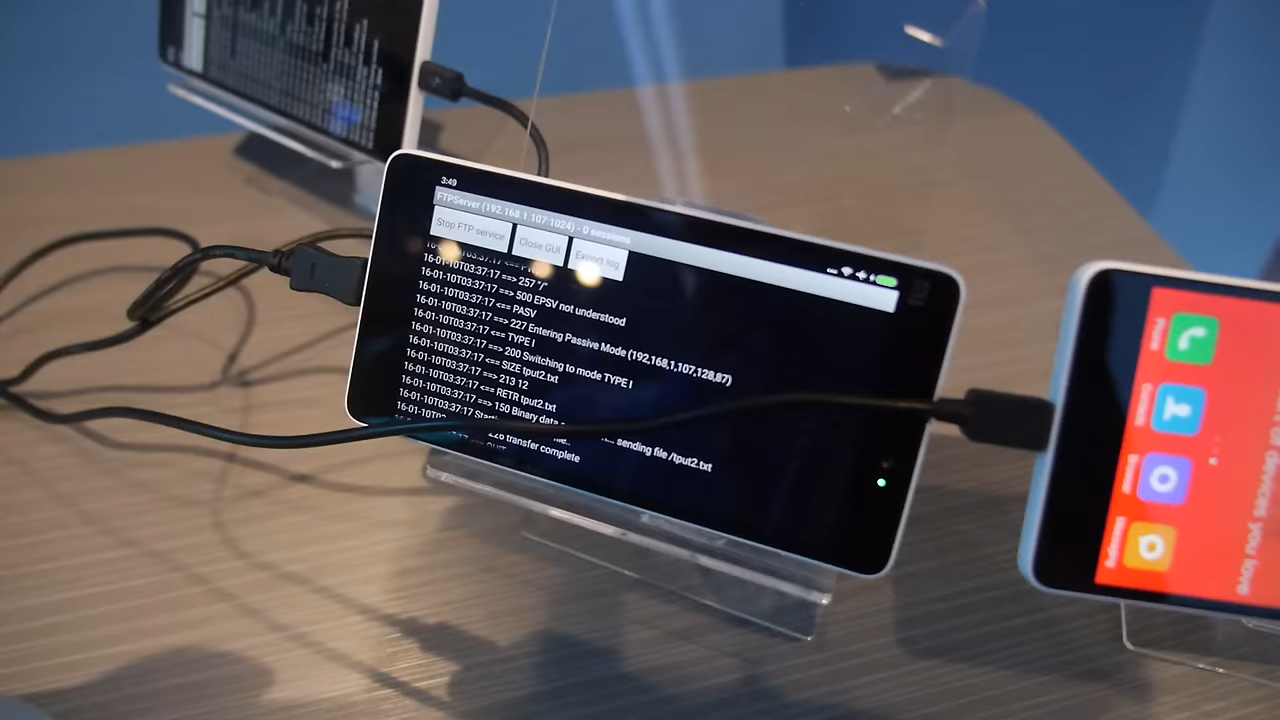 3:49
FTPServer (192.168.1.107:1024) - 0 sessions
Stop FTP service
Close GUI
Export log
16-01-10T03:37:17 ==> 257 "/"
16-01-10T03:37:17 ==> 500 EPSV not understood
16-01-10T03:37:17 <== PASV
16-01-10T03:37:17 ==> 227 Entering Passive Mode (192,168,1,107,128,87)
16-01-10T03:37:17 <== TYPE I
16-01-10T03:37:17 ==> 200 Switching to mode TYPE I
16-01-10T03:37:17 <== SIZE tput2.txt
16-01-10T03:37:17 ==> 213 12
16-01-10T03:37:17 <== RETR tput2.txt
16-01-10T03:37:17 ==> 150 Binary data
sending file /tput2.txt
226 transfer complete
Phone
Contacts
Browser
Messaging
devices you love